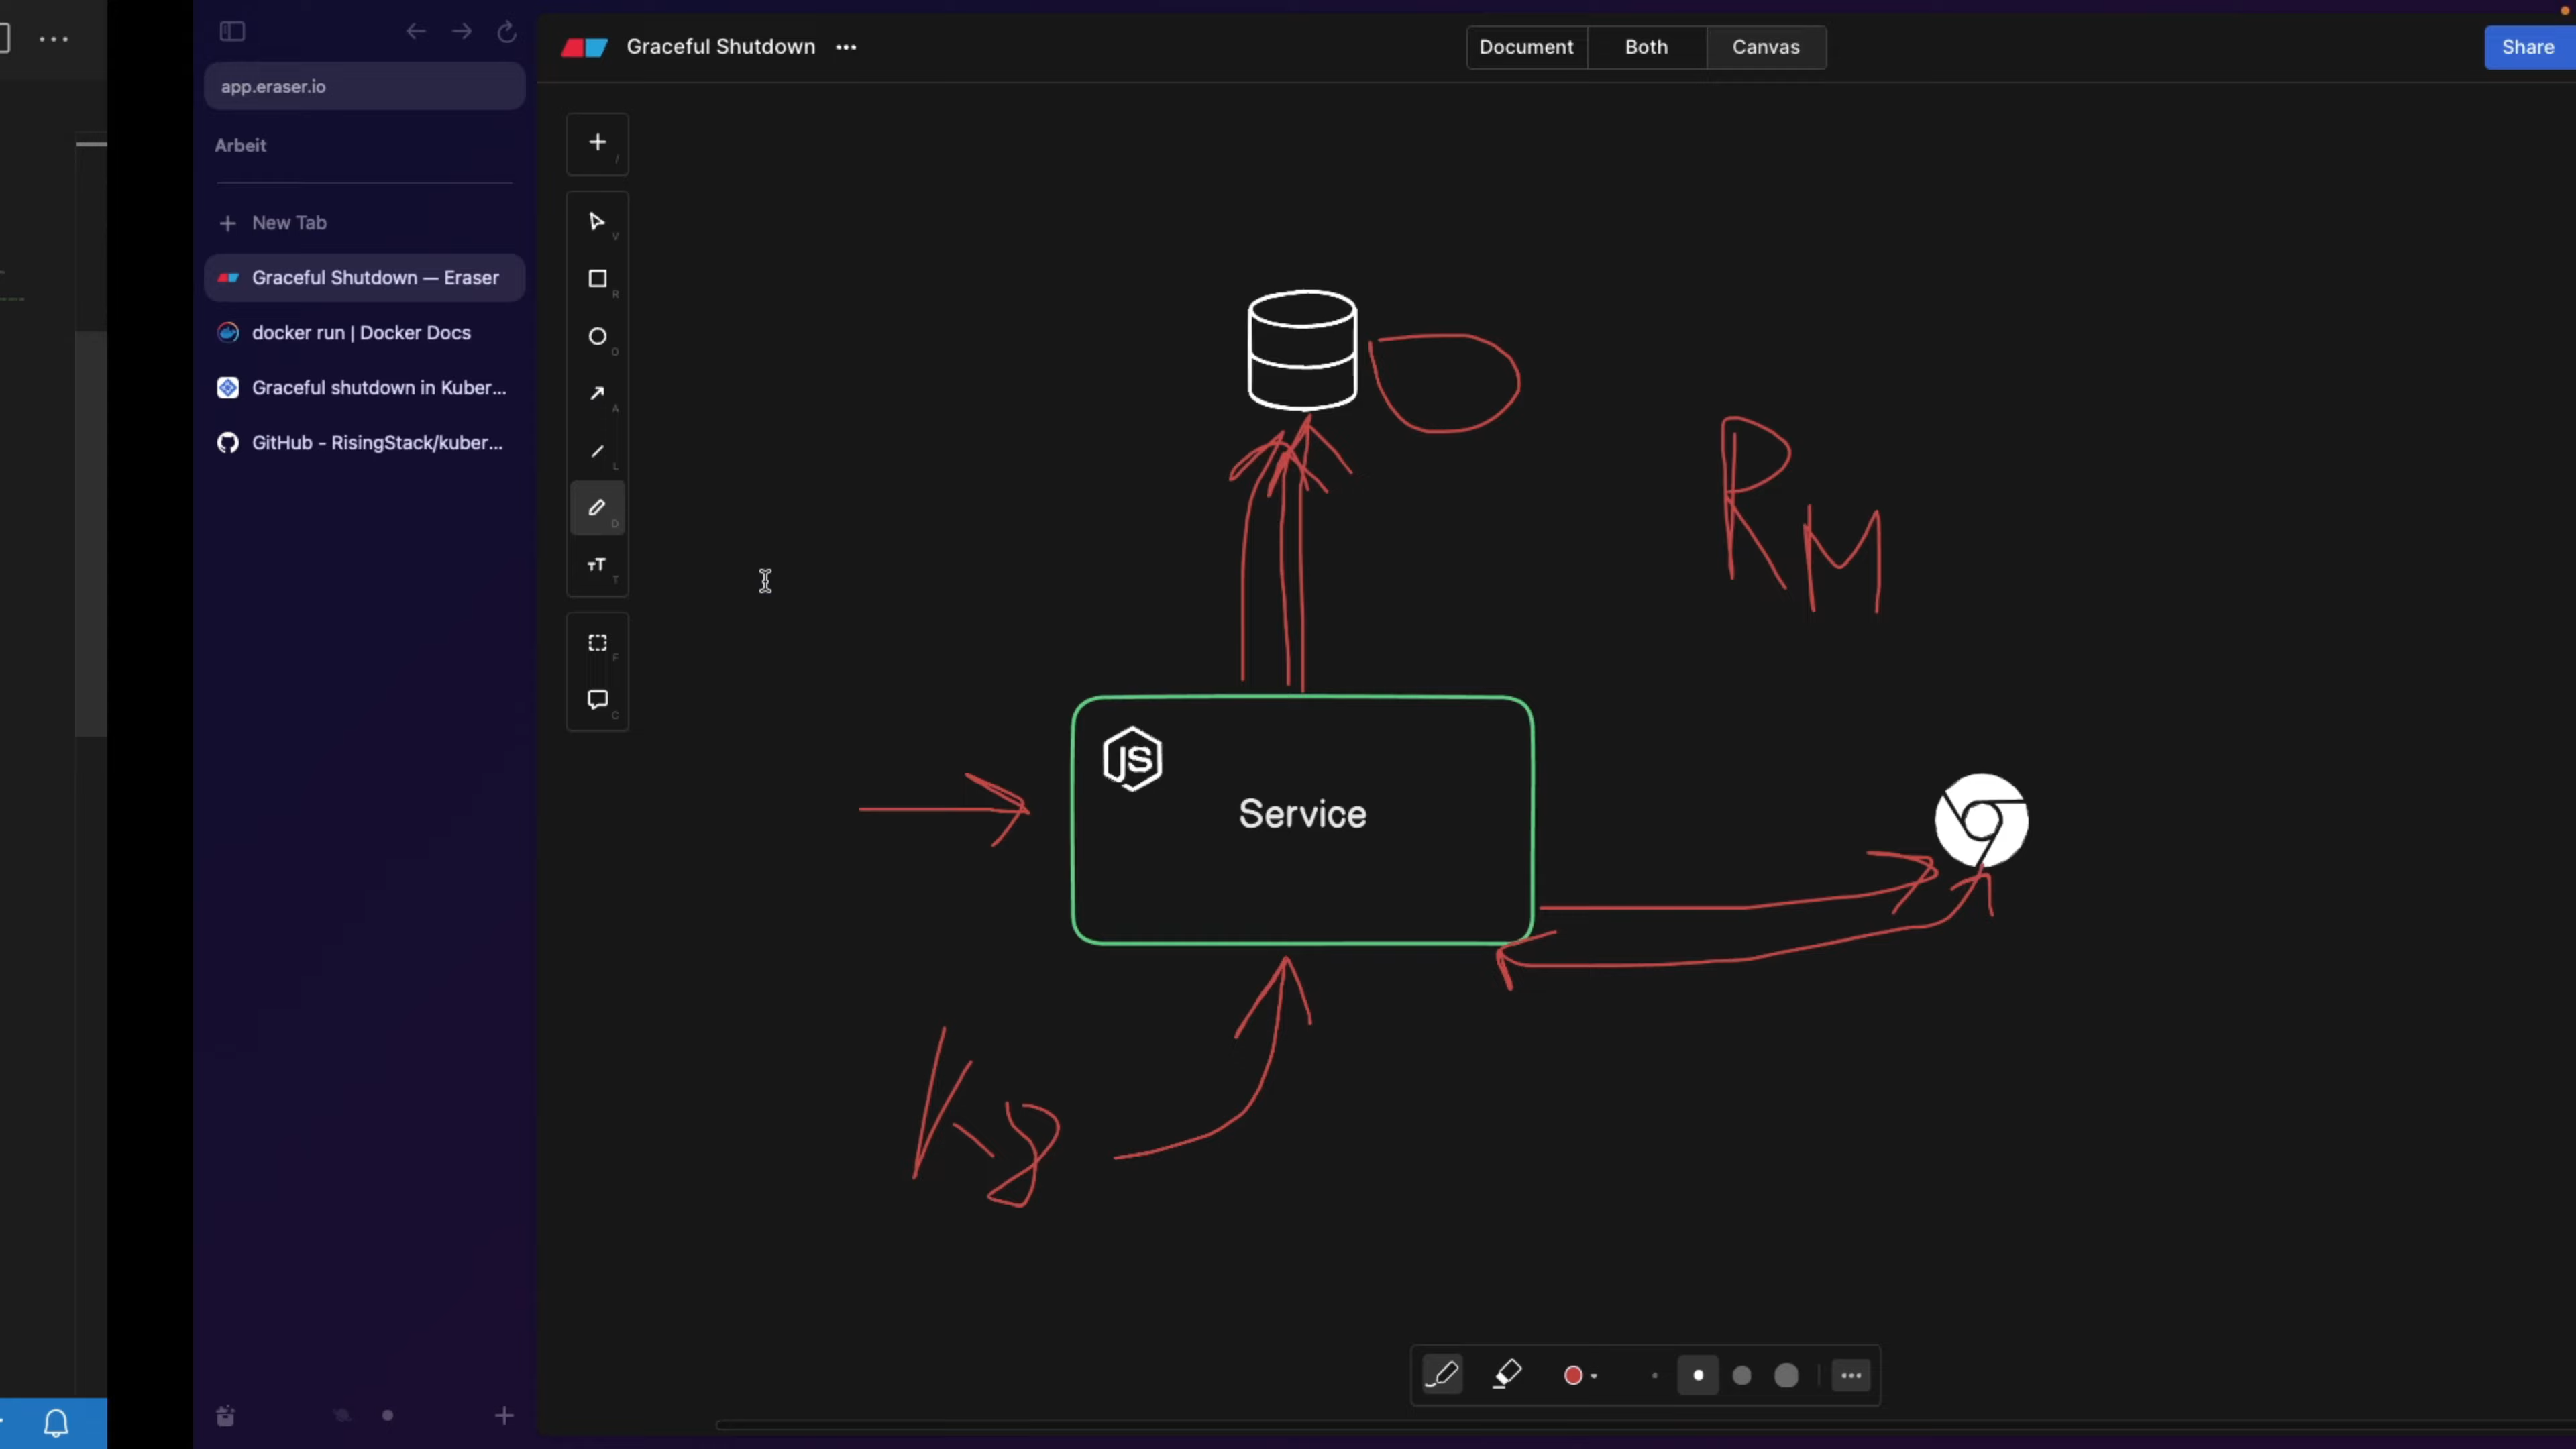 Graceful Shutdown
Document
Both
Canvas
Share
app.eraser.io
Arbeit
New Tab
Graceful Shutdown — Eraser
docker run | Docker Docs
Graceful shutdown in Kuber...
GitHub - RisingStack/kuber...
/
V
R
O
A
L
D
T
F
C
RM
JS
Service
K8